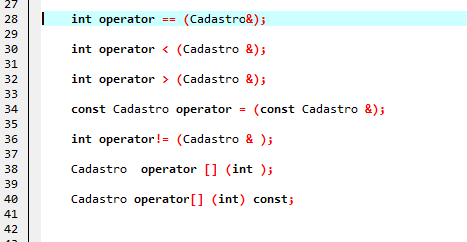 27
28 int operator == (Cadastro&);
29
30 int operator < (Cadastro &);
31
32 int operator > (Cadastro &);
33
34 const Cadastro operator = (const Cadastro &);
35
36 int operator!= (Cadastro & );
37
38 Cadastro  operator [] (int );
39
40 Cadastro operator[] (int) const;
41
42